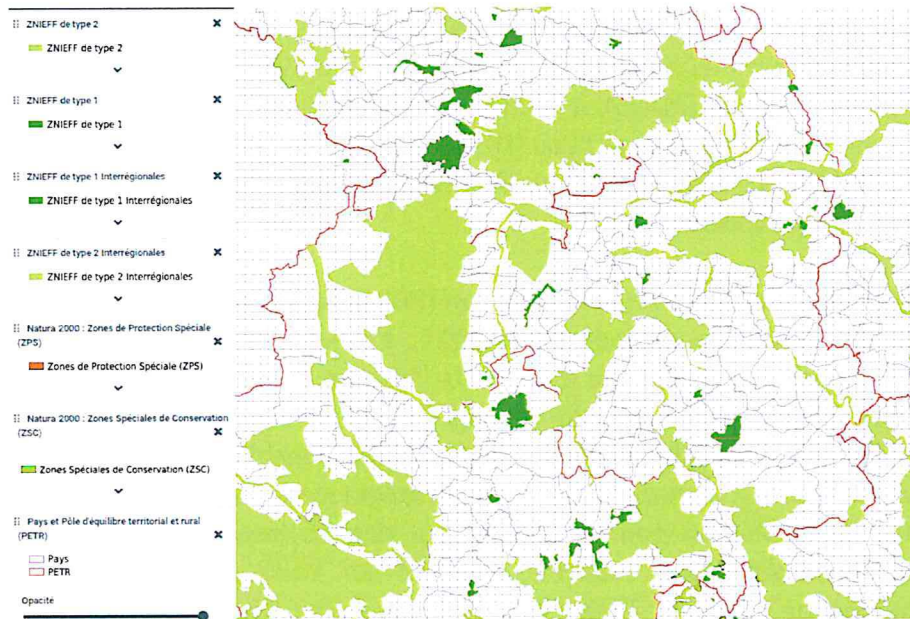 ZNIEFF de type 2
ZNIEFF de type 2
ZNIEFF de type 1
ZNIEFF de type 1
ZNIEFF de type 1 Interrégionales
ZNIEFF de type 1 Interrégionales
ZNIEFF de type 2 Interrégionales
ZNIEFF de type 2 Interrégionales
Natura 2000 : Zones de Protection Spéciale
(ZPS)
Zones de Protection Spéciale (ZPS)
Natura 2000 : Zones Spéciales de Conservation
(ZSC)
Zones Spéciales de Conservation (ZSC)
Pays et Pôle d'équilibre territorial et rural
(PETR)
Pays
PETR
Opacité